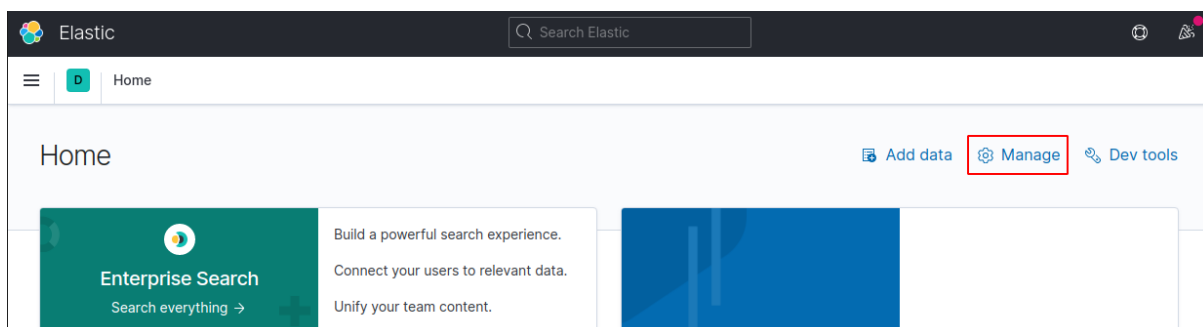 Elastic
Search Elastic
D
Home
Home
Add data
Manage
Dev tools
Enterprise Search
Search everything →
Build a powerful search experience.
Connect your users to relevant data.
Unify your team content.